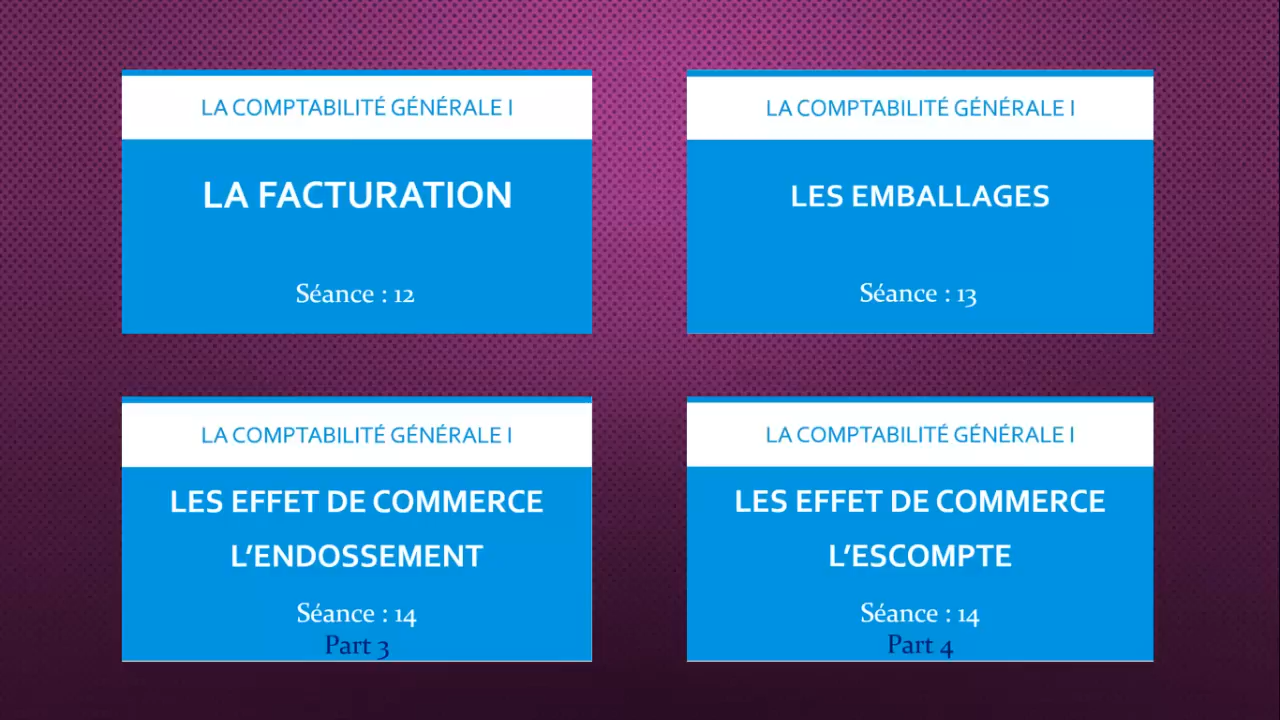 LA COMPTABILITÉ GÉNÉRALE I
LA FACTURATION
Séance : 12
LA COMPTABILITÉ GÉNÉRALE I
LES EMBALLAGES
Séance : 13
LA COMPTABILITÉ GÉNÉRALE I
LES EFFET DE COMMERCE
L’ENDOSSEMENT
Séance : 14
Part 3
LA COMPTABILITÉ GÉNÉRALE I
LES EFFET DE COMMERCE
L’ESCOMPTE
Séance : 14
Part 4